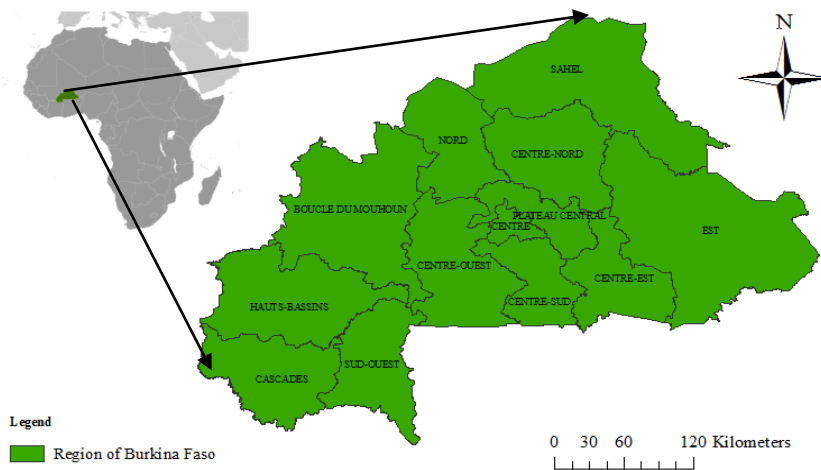 N
SAHEL
NORD
CENTRE-NORD
BOUCLE DU MOUHOUN
PLATEAU CENTRAL
CENTRE
EST
CENTRE-OUEST
CENTRE-EST
HAUTS-BASSINS
CENTRE-SUD
SUD-OUEST
CASCADES
Legend
Region of Burkina Faso
0 30 60 120 Kilometers